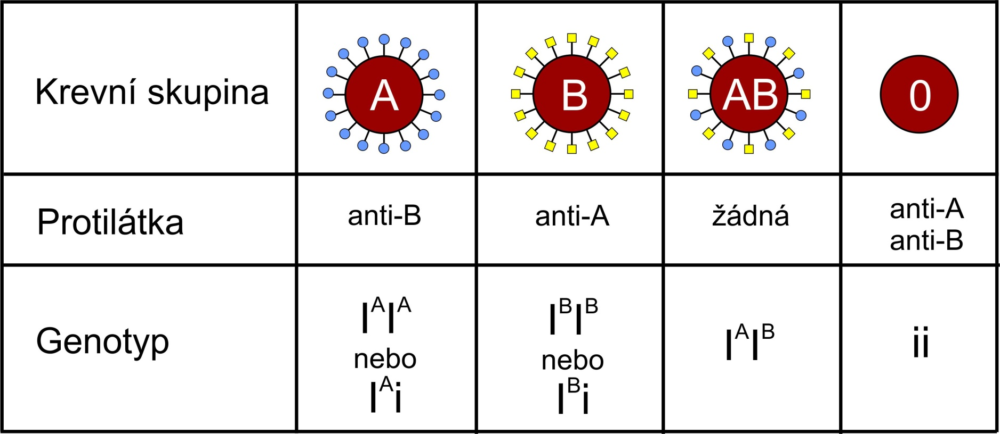 Krevní skupina A B AB 0
Protilátka anti-B anti-A žádná anti-A
anti-B
Genotyp
IᴬIᴬ
nebo
Iᴬi
IᴮIᴮ
nebo
Iᴮi
IᴬIᴮ
ii